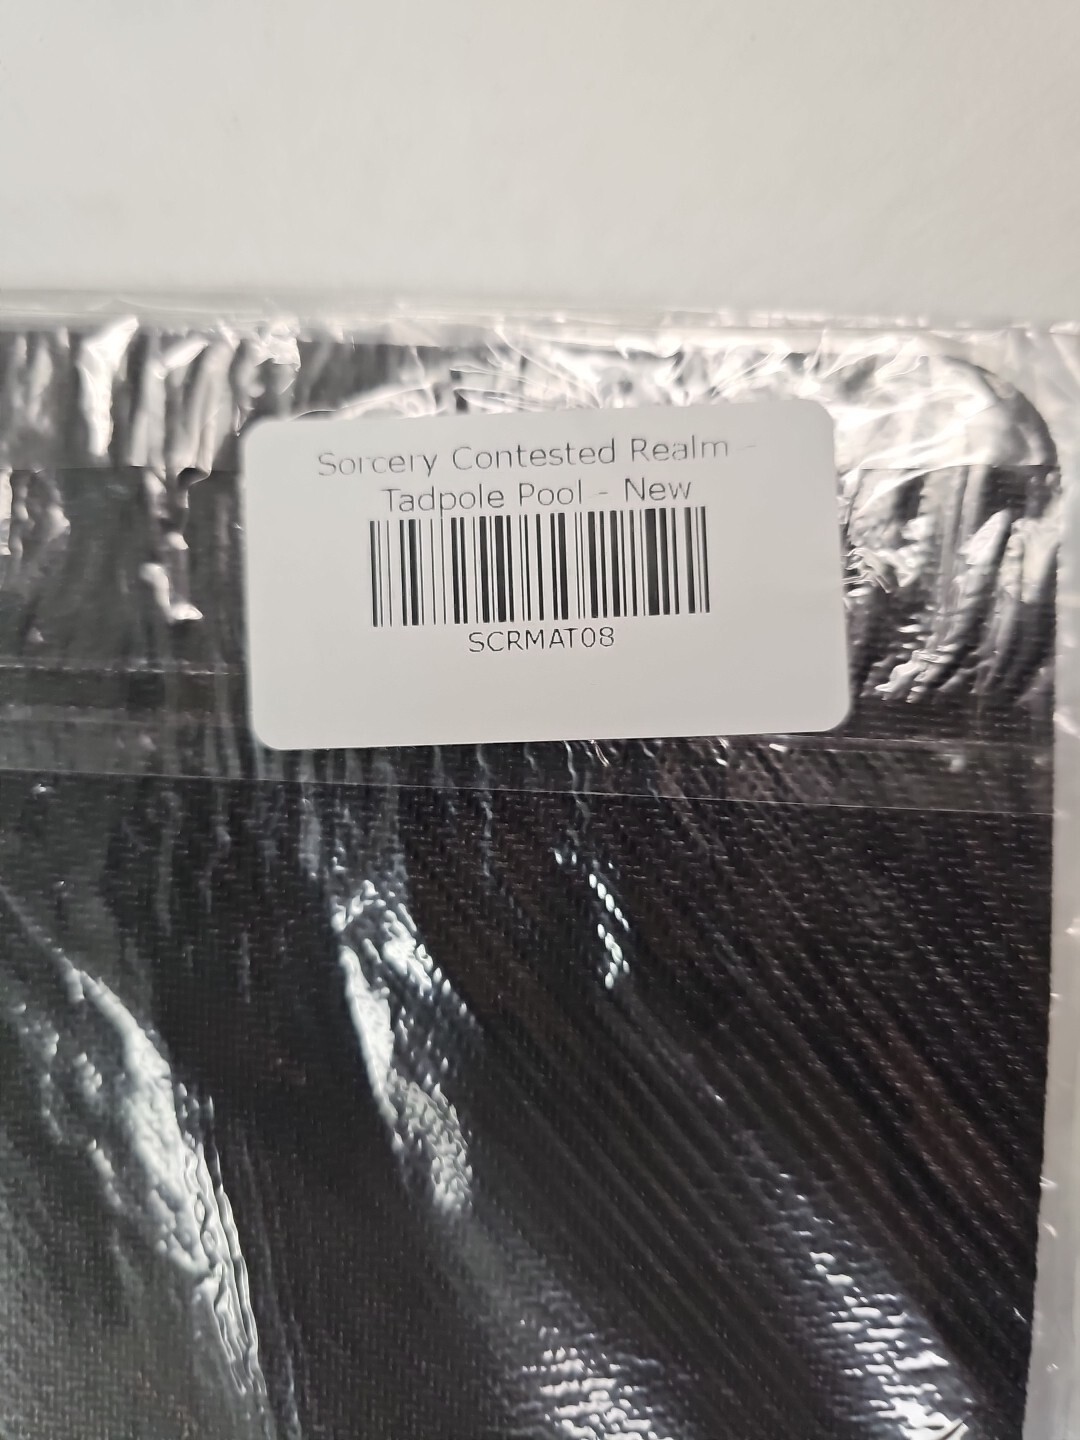 Sorcery Contested Realm -
Tadpole Pool - New
SCRMAT08